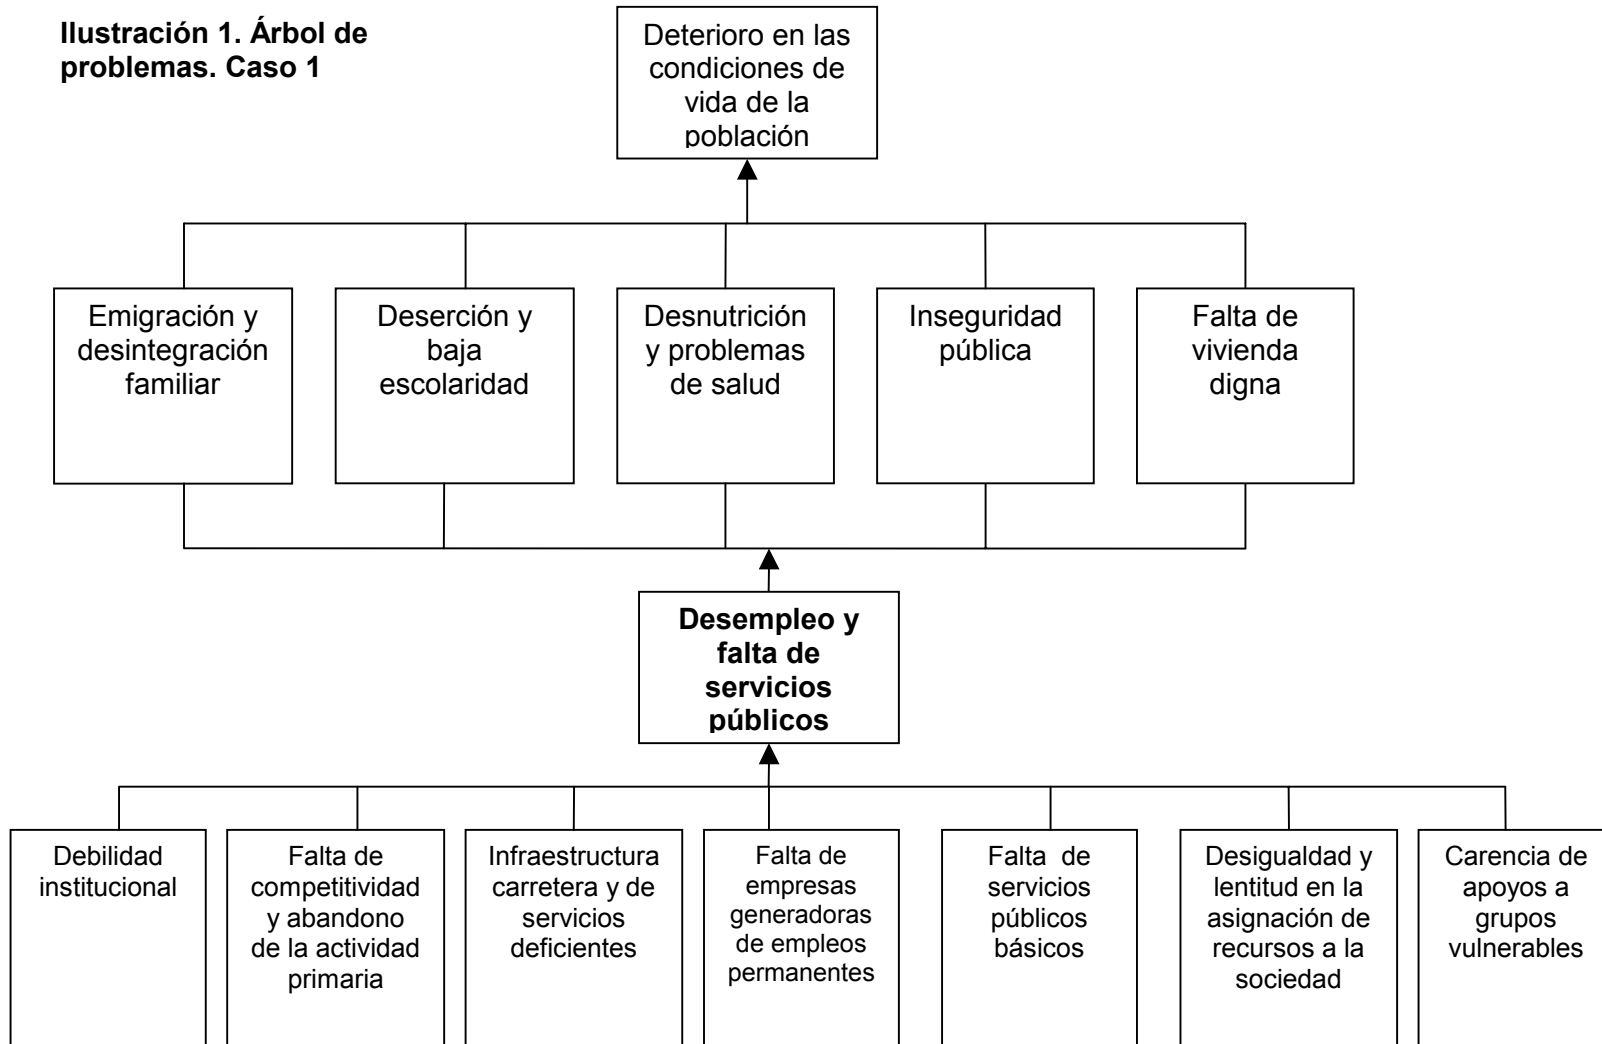 Ilustración 1. Árbol de
problemas. Caso 1
Deterioro en las
condiciones de
vida de la
población
Emigración y
desintegración
familiar
Deserción y
baja
escolaridad
Desnutrición
y problemas
de salud
Inseguridad
pública
Falta de
vivienda
digna
Desempleo y
falta de
servicios
públicos
Debilidad
institucional
Falta de
competitividad
y abandono
de la actividad
primaria
Infraestructura
carretera y de
servicios
deficientes
Falta de
empresas
generadoras
de empleos
permanentes
Falta de
servicios
públicos
básicos
Desigualdad y
lentitud en la
asignación de
recursos a la
sociedad
Carencia de
apoyos a
grupos
vulnerables